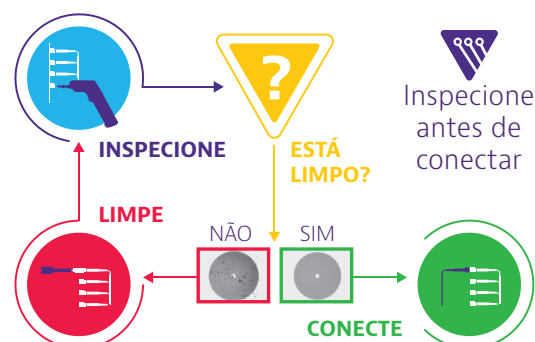 ?
Inspecione
antes de
conectar
INSPECIONE
ESTÁ
LIMPO?
LIMPE
NÃO
SIM
CONECTE